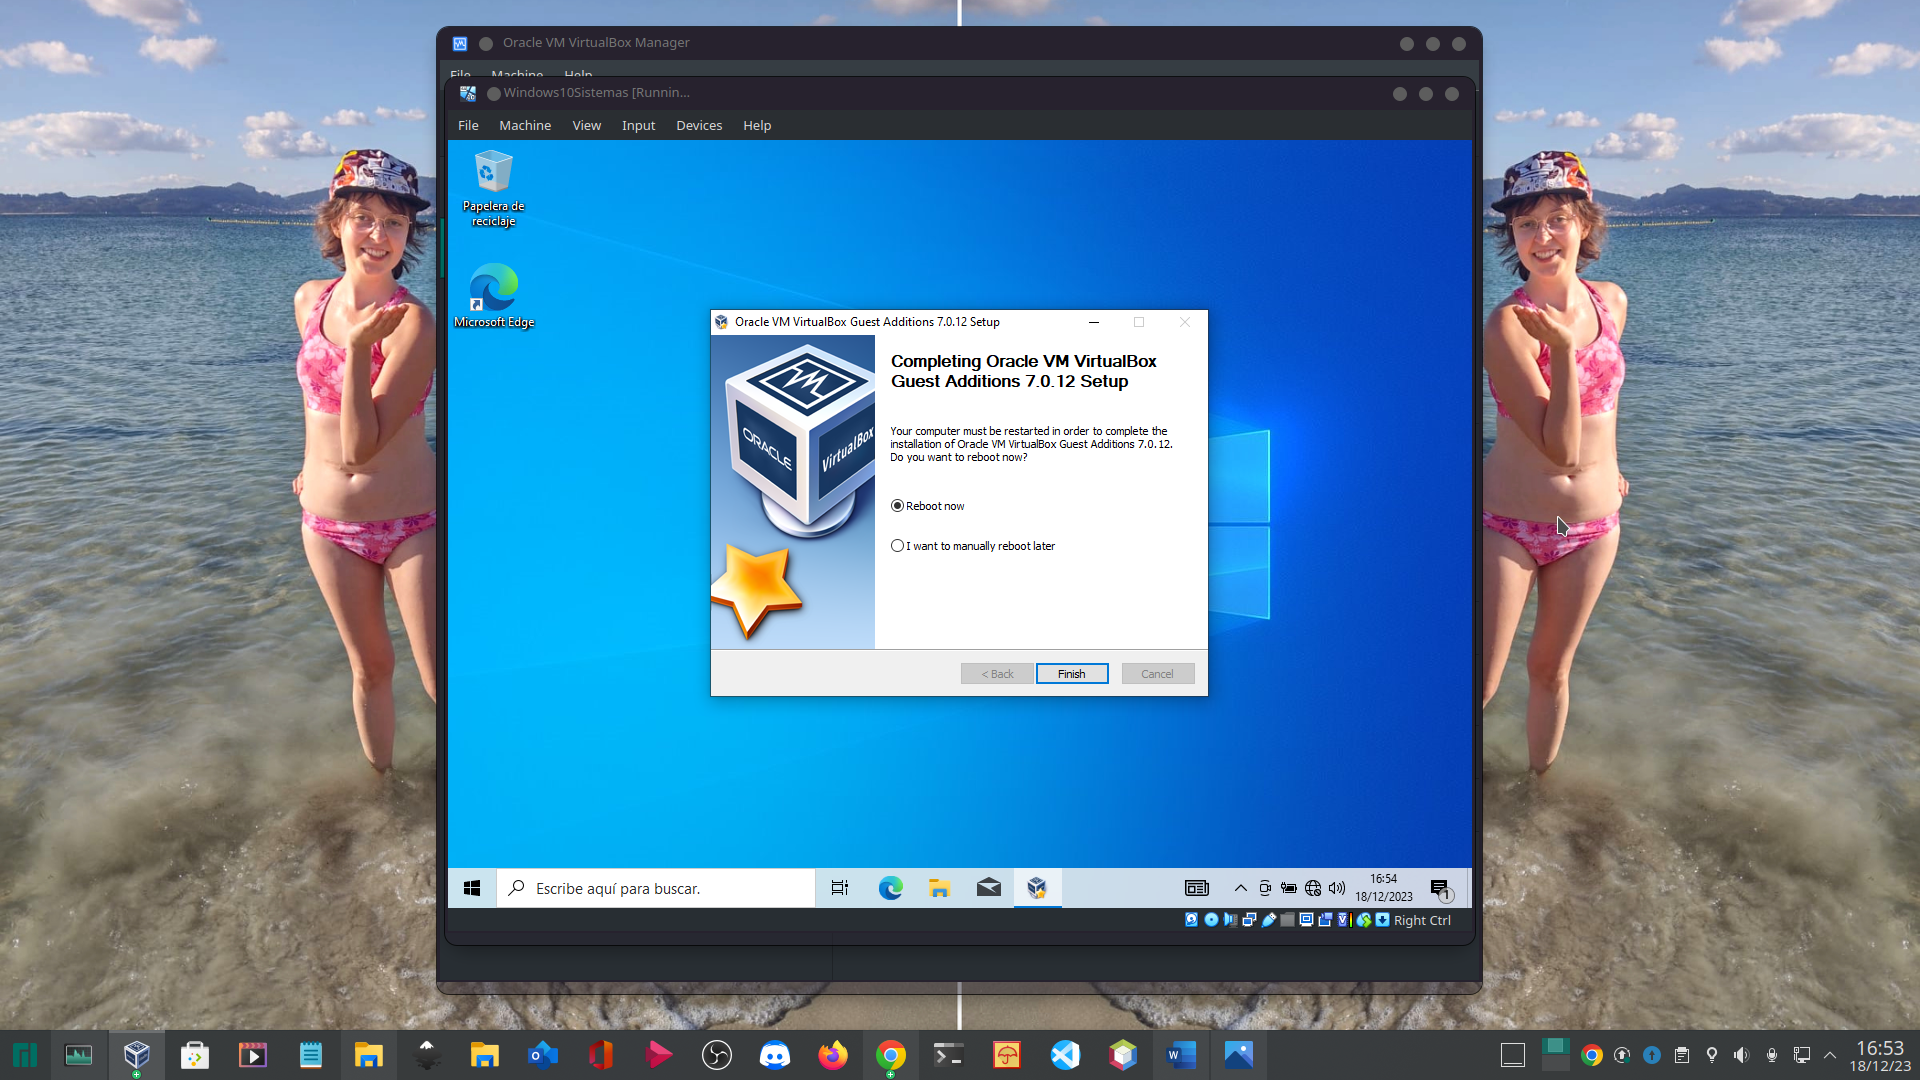 Oracle VM VirtualBox Manager
File Machine Help
Windows10Sistemas [Runnin...
File Machine View Input Devices Help
Papelera de
reciclaje
Microsoft Edge
Oracle VM VirtualBox Guest Additions 7.0.12 Setup
ORACLE
VirtualBox
Completing Oracle VM VirtualBox
Guest Additions 7.0.12 Setup
Your computer must be restarted in order to complete the
installation of Oracle VM VirtualBox Guest Additions 7.0.12.
Do you want to reboot now?
Reboot now
I want to manually reboot later
< Back
Finish
Cancel
Escribe aquí para buscar.
16:54
18/12/2023
1
Right Ctrl
16:53
18/12/23